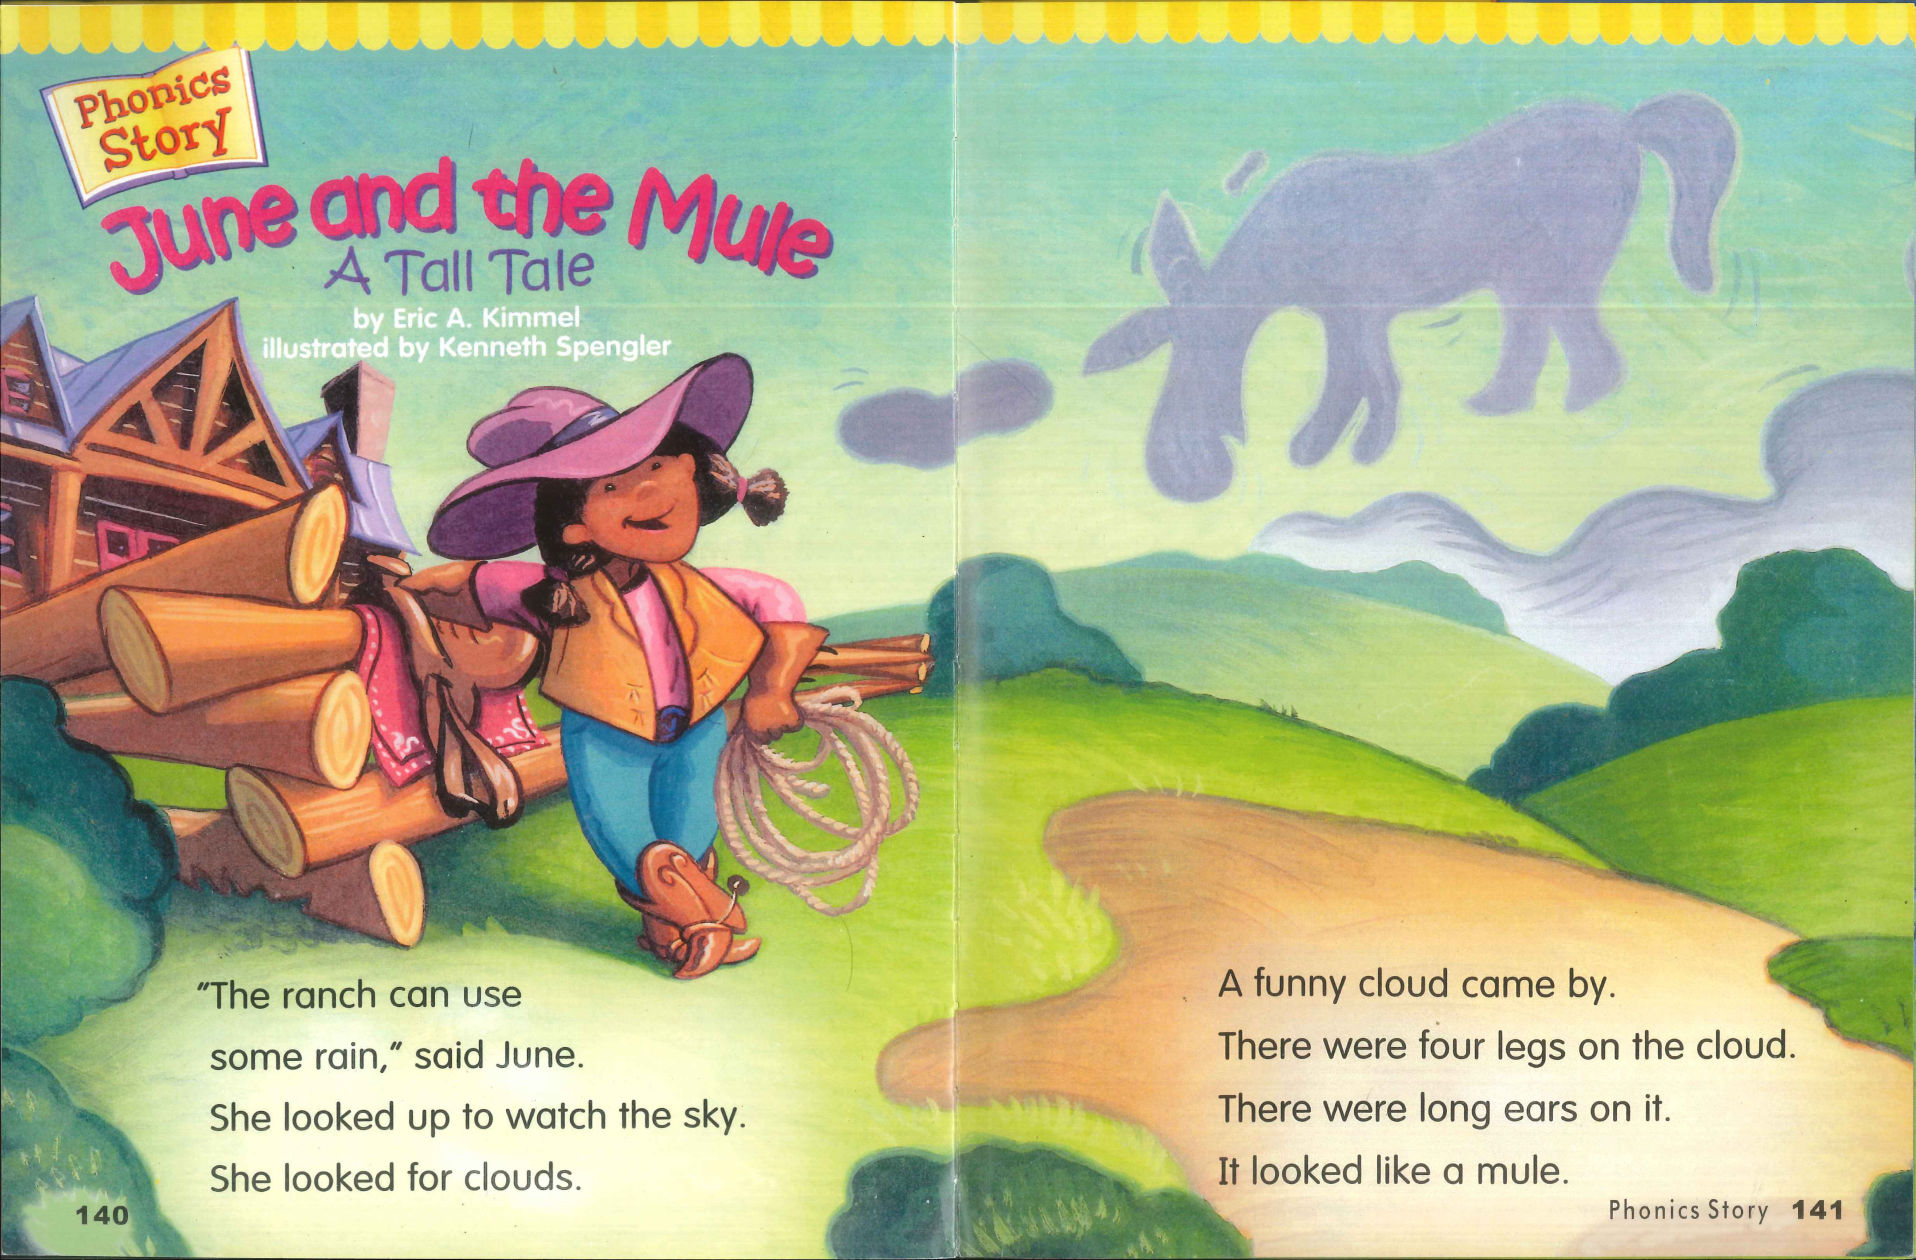 Phonics
Story
June and the Mule
A Tall Tale
by Eric A. Kimmel
illustrated by Kenneth Spengler
"The ranch can use
some rain," said June.
She looked up to watch the sky.
She looked for clouds.
140
A funny cloud came by.
There were four legs on the cloud.
There were long ears on it.
It looked like a mule.
Phonics Story 141